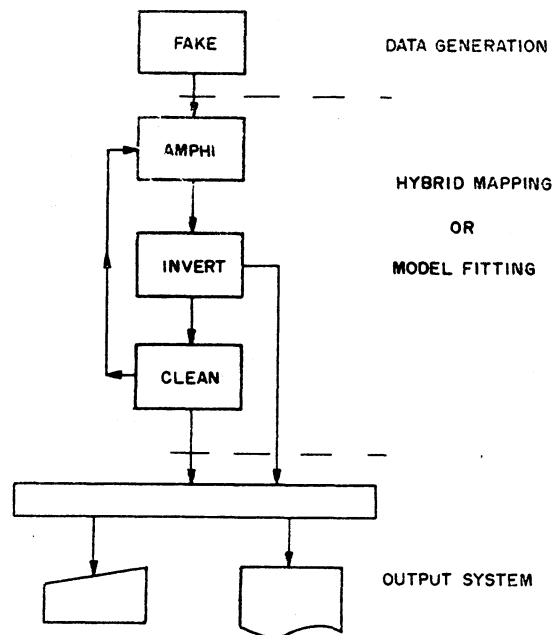 FAKE
DATA GENERATION
AMPHI
HYBRID MAPPING
OR
MODEL FITTING
INVERT
CLEAN
OUTPUT SYSTEM